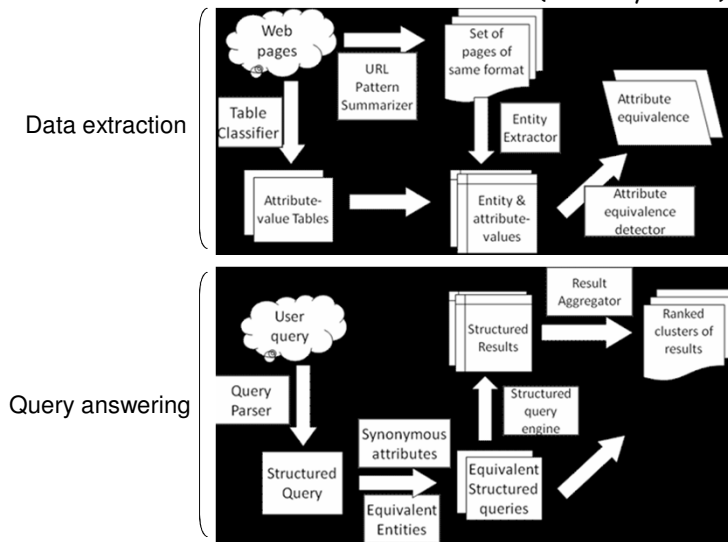 Data extraction
Web
pages
URL
Pattern
Summarizer
Set of
pages of
same format
Table
Classifier
Entity
Extractor
Attribute
equivalence
Attribute-
value Tables
Entity &
attribute-
values
Attribute
equivalence
detector
Query answering
User
query
Structured
Results
Result
Aggregator
Ranked
clusters of
results
Query
Parser
Synonymous
attributes
Structured
query
engine
Structured
Query
Equivalent
Entities
Equivalent
Structured
queries